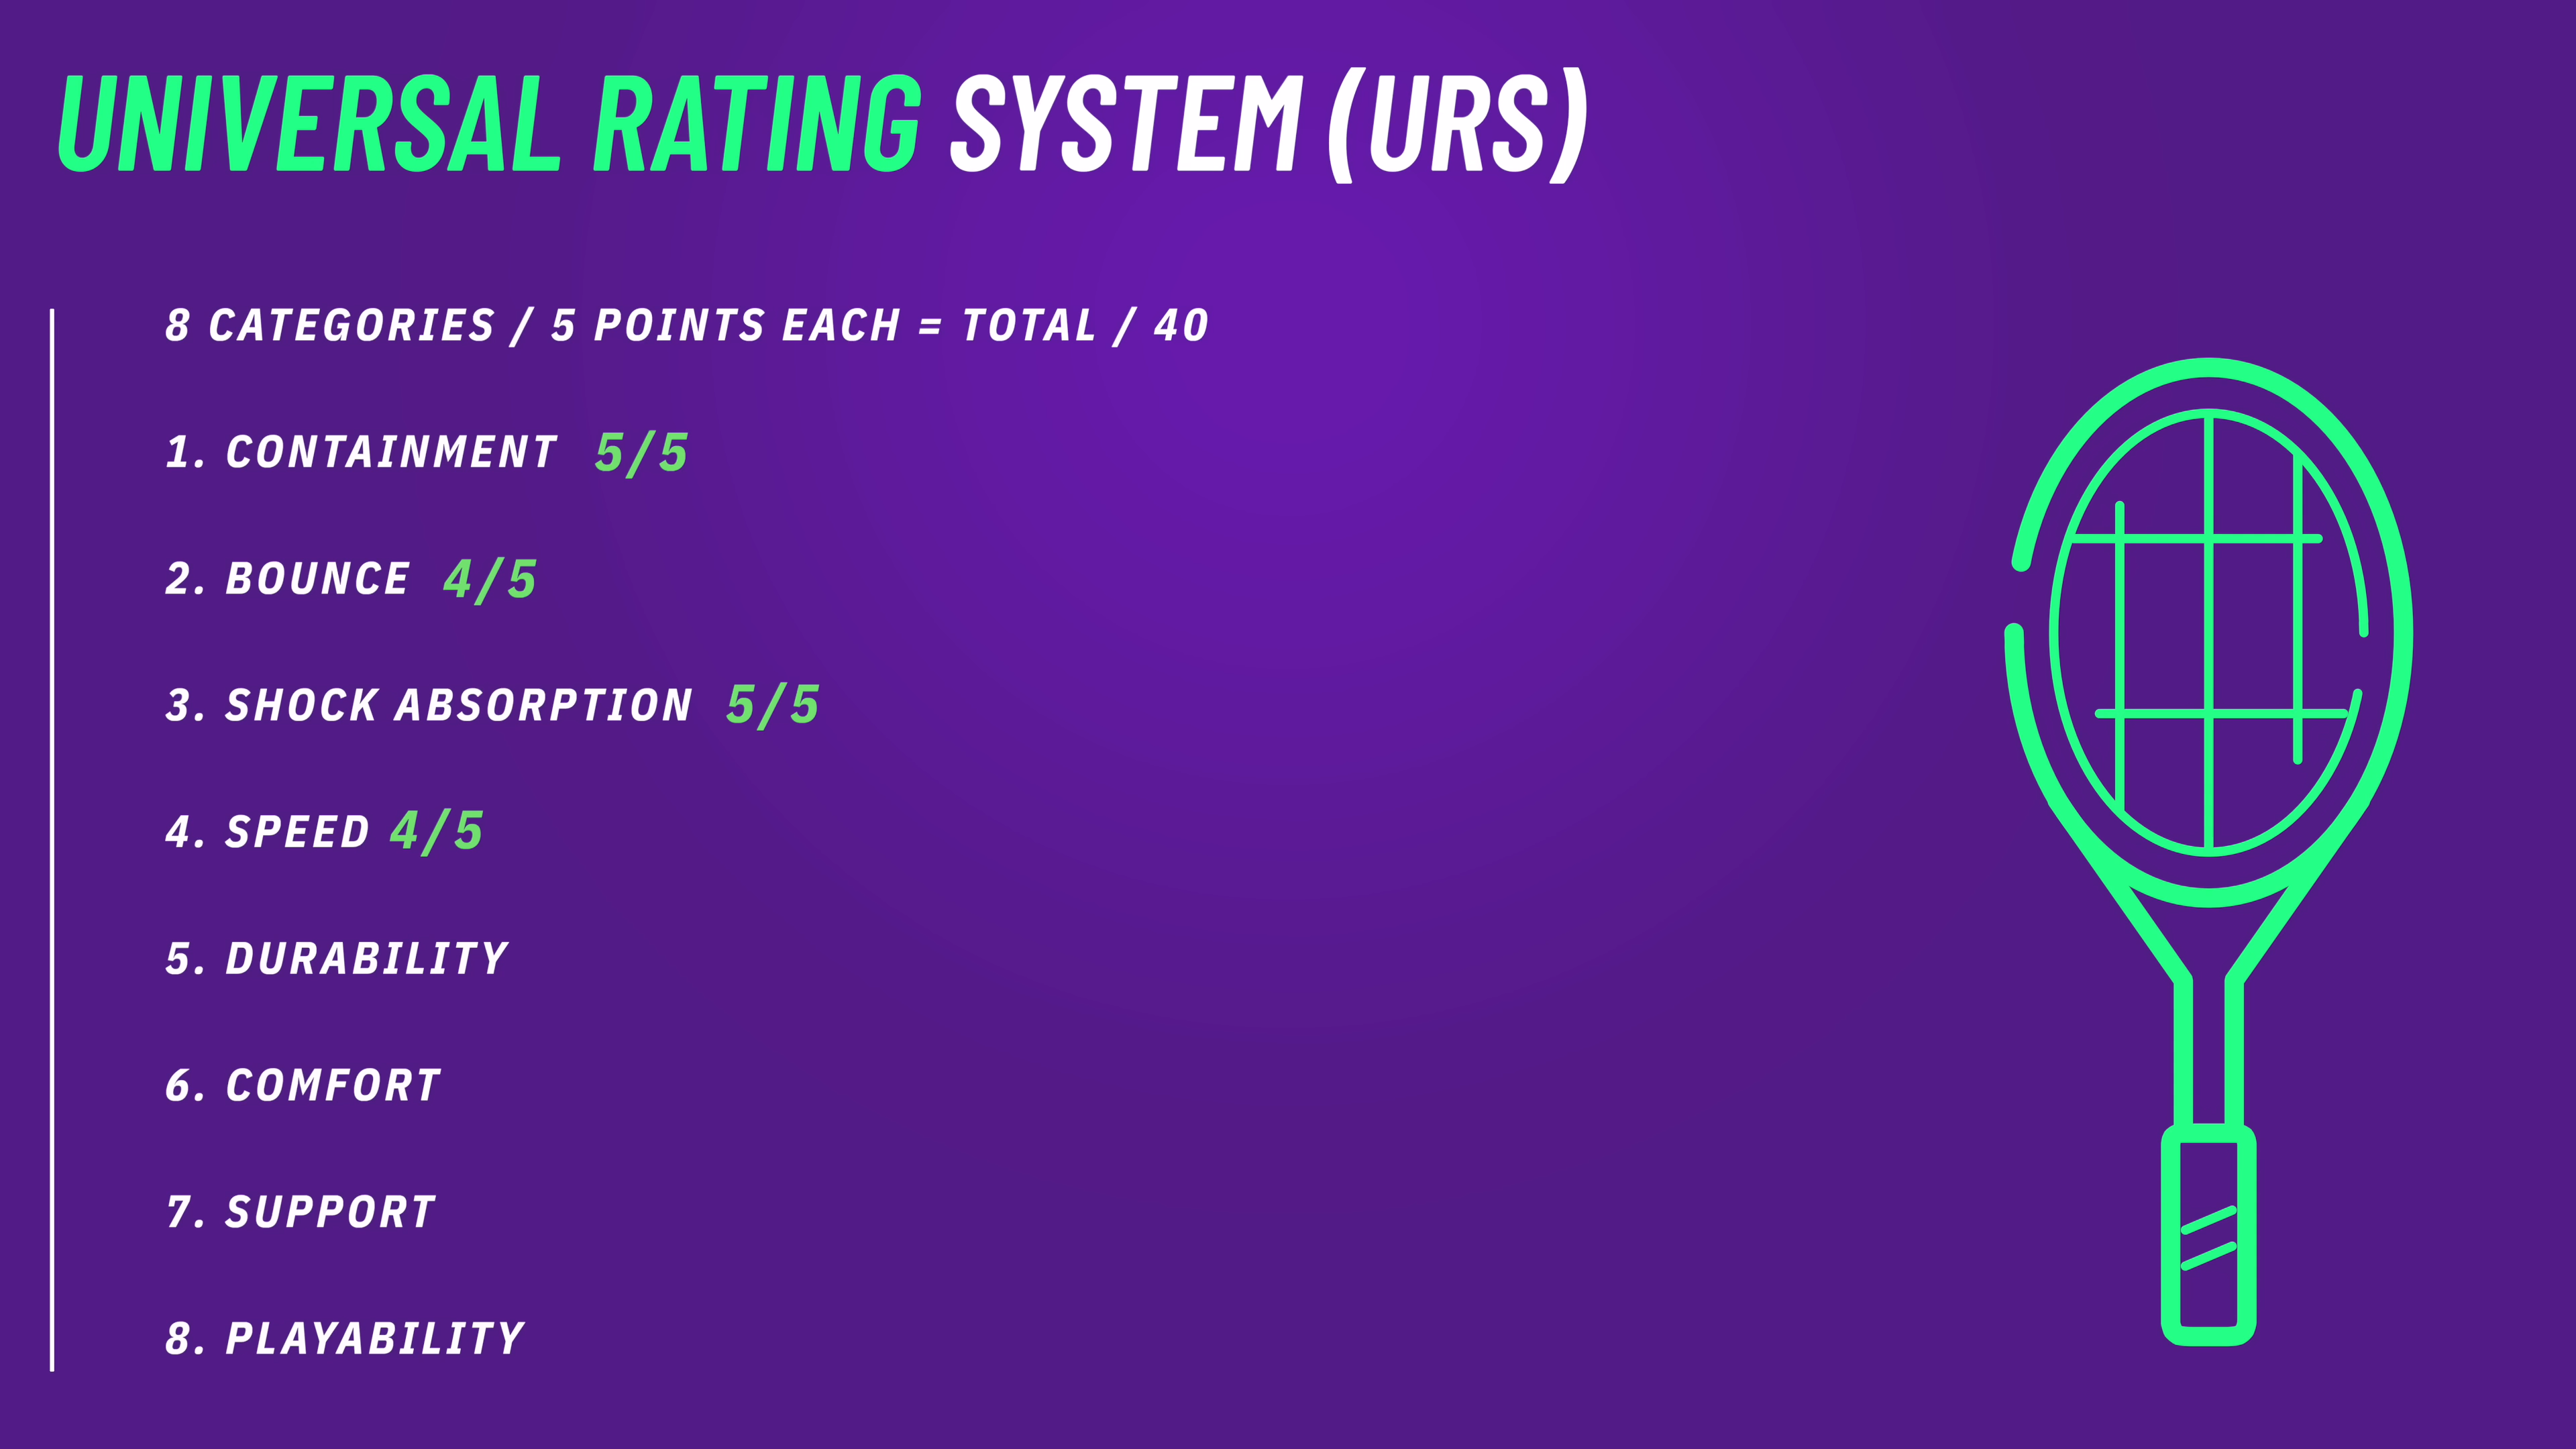 UNIVERSAL RATING SYSTEM (URS)
8 CATEGORIES / 5 POINTS EACH = TOTAL / 40
1. CONTAINMENT 5/5
2. BOUNCE 4/5
3. SHOCK ABSORPTION 5/5
4. SPEED 4/5
5. DURABILITY
6. COMFORT
7. SUPPORT
8. PLAYABILITY